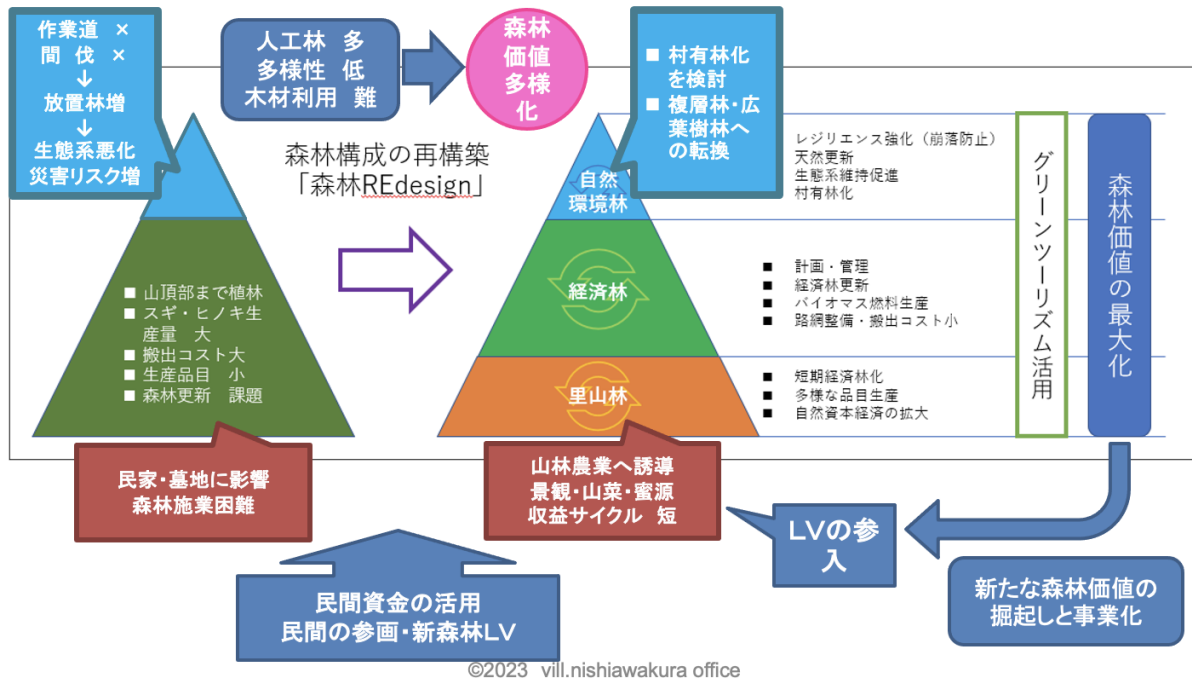 作業道 ×
間 伐 ×
↓
放置林増
↓
生態系悪化
災害リスク増
人工林 多
多様性 低
木材利用 難
森林
価値
多様
化
■ 村有林化
を検討
■ 複層林・広
葉樹林へ
の転換
森林構成の再構築
「森林REdesign」
■ 山頂部まで植林
■ スギ・ヒノキ生
産量 大
■ 搬出コスト大
■ 生産品目 小
■ 森林更新 課題
自然
環境林
経済林
里山林
レジリエンス強化（崩落防止）
天然更新
生態系維持促進
村有林化
■ 計画・管理
■ 経済林更新
■ バイオマス燃料生産
■ 路網整備・搬出コスト小
■ 短期経済林化
■ 多様な品目生産
■ 自然資本経済の拡大
グリーンツーリズム活用
森林価値の最大化
民家・墓地に影響
森林施業困難
山林農業へ誘導
景観・山菜・蜜源
収益サイクル 短
LVの参
入
新たな森林価値の
掘起しと事業化
民間資金の活用
民間の参画・新森林LV
©2023 vill.nishiawakura office